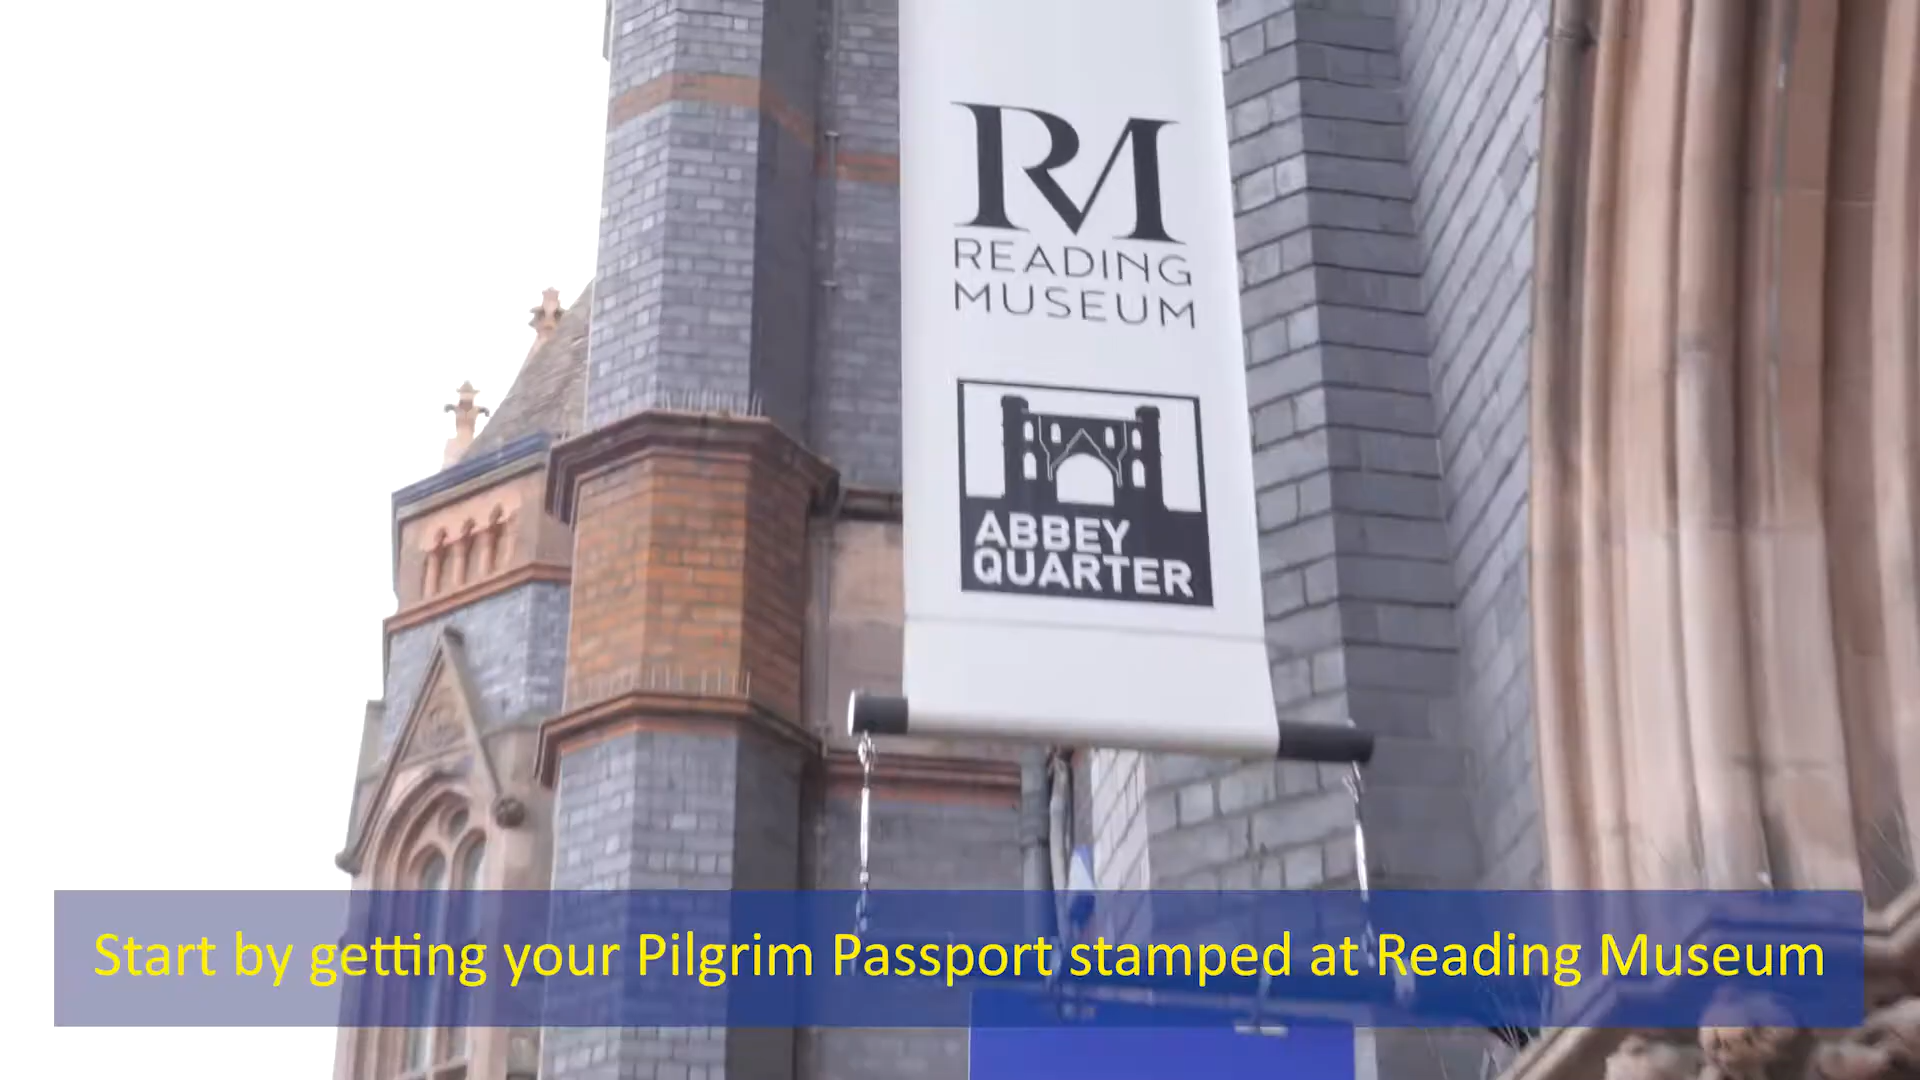 RM
READING
MUSEUM
ABBEY
QUARTER
Start by getting your Pilgrim Passport stamped at Reading Museum